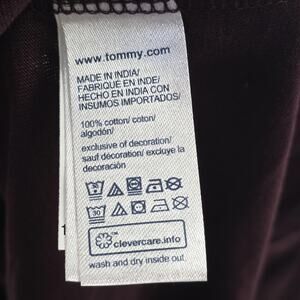 www.tommy.com
MADE IN INDIA/
FABRIQUE EN INDE/
HECHO EN INDIA CON
INSUMOS IMPORTADOS/
100% cotton/ coton/
algodón/
exclusive of decoration/
sauf décoration/ excluye la
decoración
30
clevercare.info
wash and dry inside out.